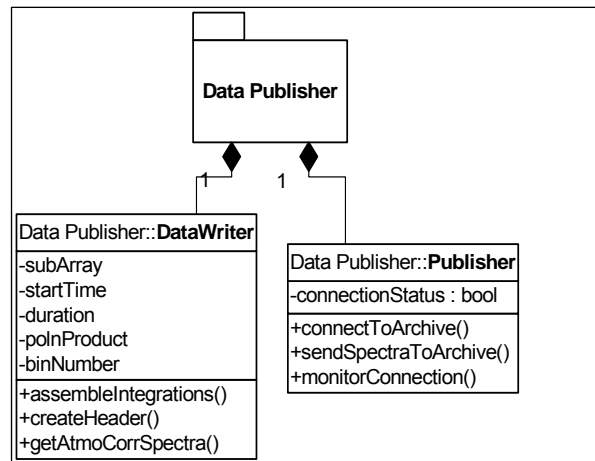 Data Publisher
1
1
Data Publisher::DataWriter
-subArray
-startTime
-duration
-polnProduct
-binNumber
+assembleIntegrations()
+createHeader()
+getAtmoCorrSpectra()
Data Publisher::Publisher
-connectionStatus : bool
+connectToArchive()
+sendSpectraToArchive()
+monitorConnection()